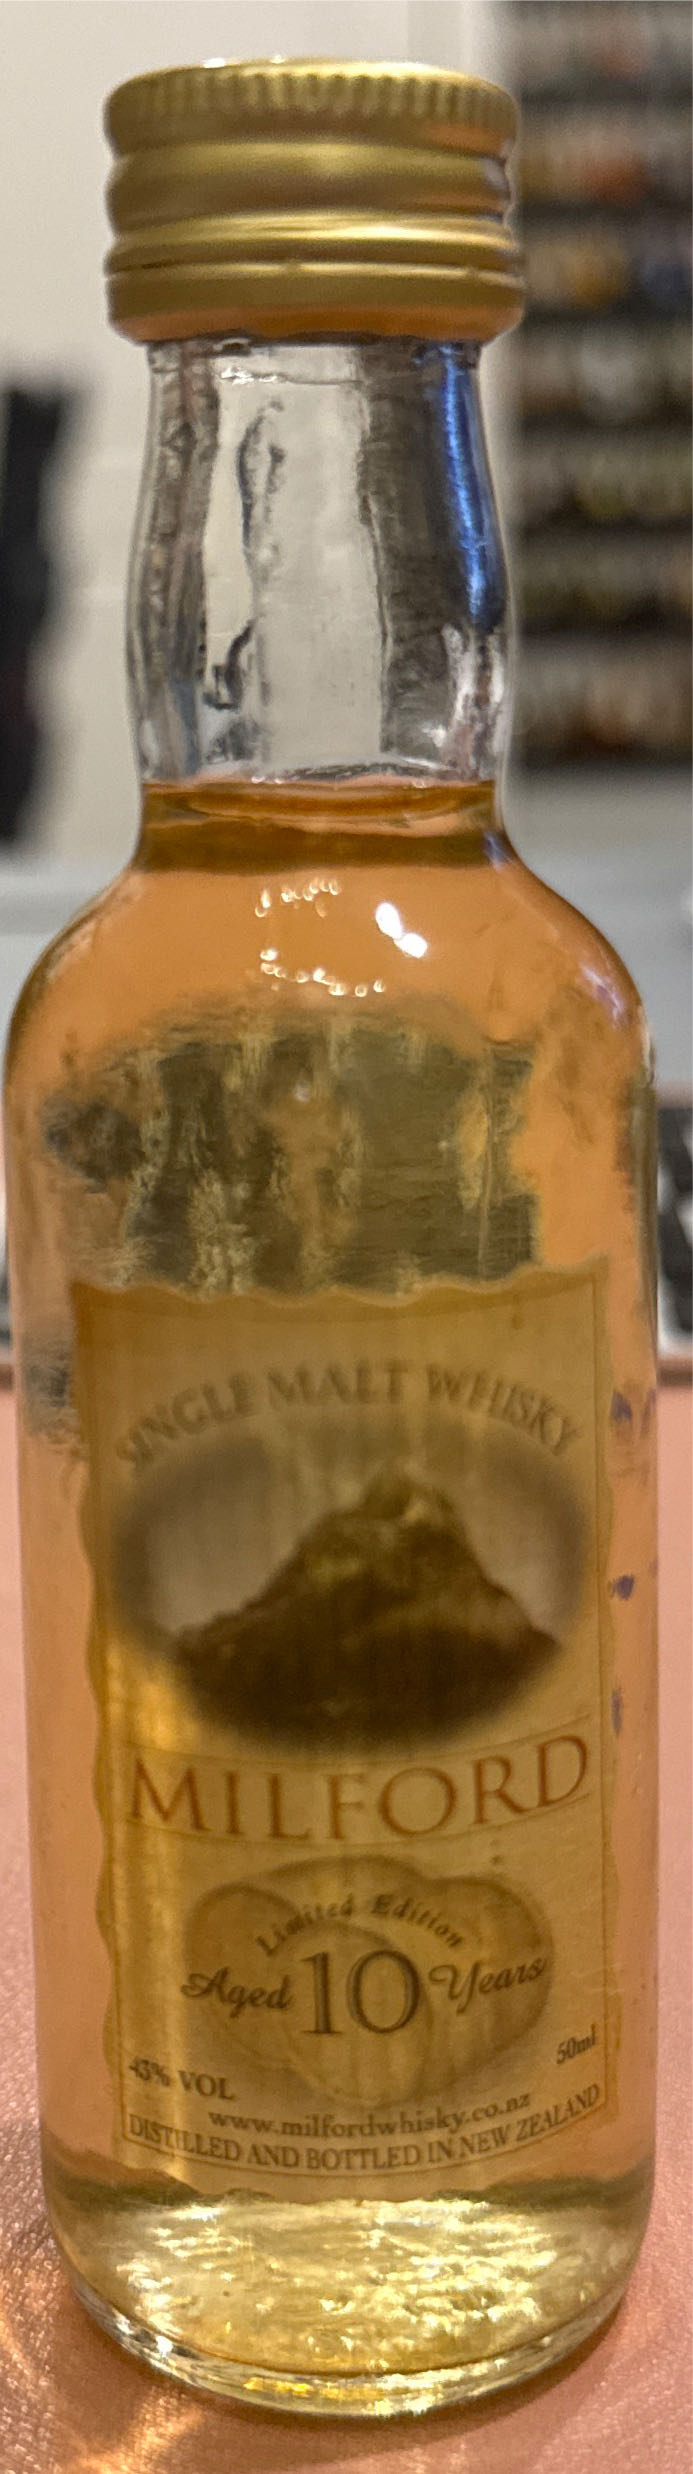 SINGLE MALT WHISKY
MILFORD
Limited Edition
Aged 10 Years
43% VOL
50ml
www.milfordwhisky.co.nz
DISTILLED AND BOTTLED IN NEW ZEALAND